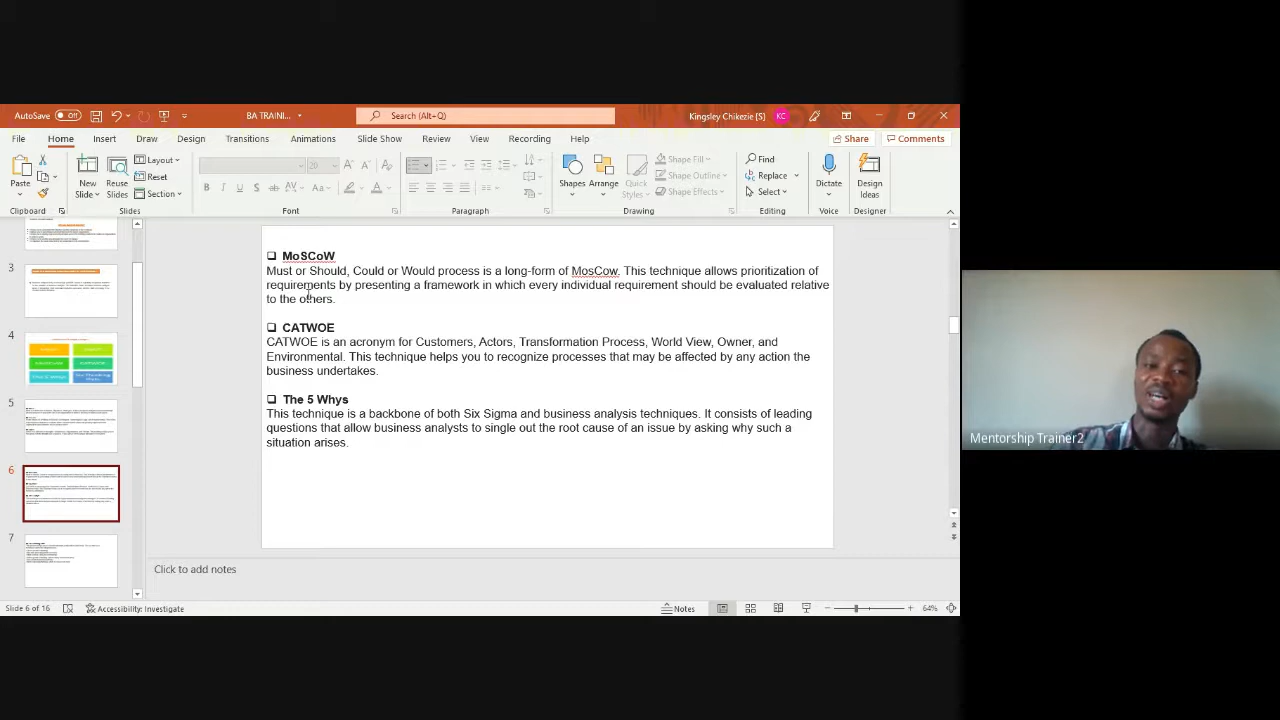 AutoSave Off BA TRAINI... Search (Alt+Q) Kingsley Chikezie [S] KC
File Home Insert Draw Design Transitions Animations Slide Show Review View Recording Help Share Comments
Paste New Slides Reuse Slides Layout Reset Section 20 Shapes Arrange Quick Styles Shape Fill Shape Outline Shape Effects Find Replace Select Dictate Design Ideas
Clipboard Slides Font Paragraph Drawing Editing Voice Designer
3
4
5
6
7
MoSCoW
Must or Should, Could or Would process is a long-form of MosCow. This technique allows prioritization of
requirements by presenting a framework in which every individual requirement should be evaluated relative
to the others.
CATWOE
CATWOE is an acronym for Customers, Actors, Transformation Process, World View, Owner, and
Environmental. This technique helps you to recognize processes that may be affected by any action the
business undertakes.
The 5 Whys
This technique is a backbone of both Six Sigma and business analysis techniques. It consists of leading
questions that allow business analysts to single out the root cause of an issue by asking why such a
situation arises.
Mentorship Trainer2
Click to add notes
Slide 6 of 16 Accessibility: Investigate Notes 64%